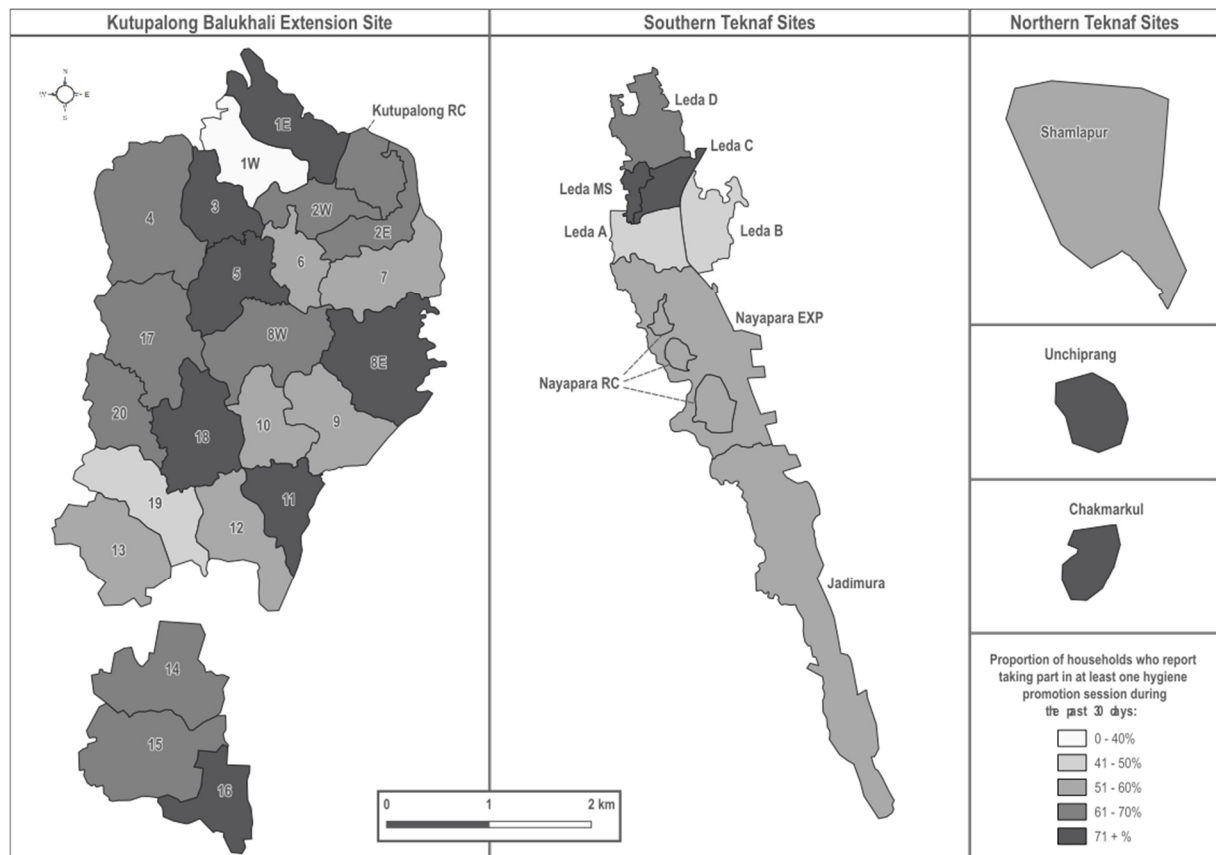 Kutupalong Balukhali Extension Site
Southern Teknaf Sites
Northern Teknaf Sites
N
W
E
S
Kutupalong RC
1E
1W
3
4
2W
2E
6
7
5
8W
17
8E
20
18
10
9
19
11
12
13
14
15
16
Leda D
Leda C
Leda MS
Leda A
Leda B
Nayapara EXP
Nayapara RC
Jadimura
Shamlapur
Unchiprang
Chakmarkul
0 1 2 km
Proportion of households who report
taking part in at least one hygiene
promotion session during
the past 30 days:
0 - 40%
41 - 50%
51 - 60%
61 - 70%
71 + %